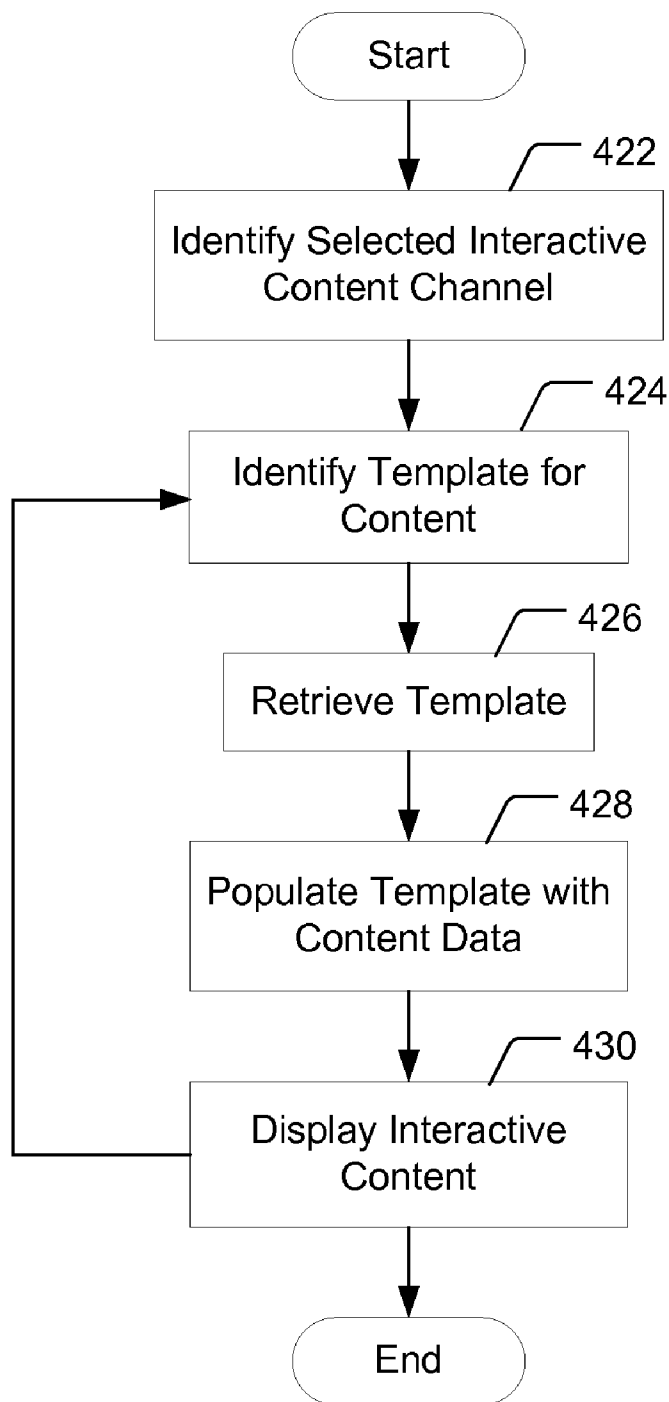 Start
422
Identify Selected Interactive
Content Channel
424
Identify Template for
Content
426
Retrieve Template
428
Populate Template with
Content Data
430
Display Interactive
Content
End